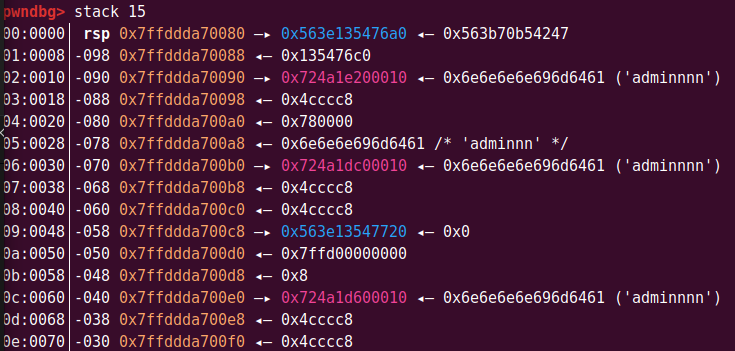 pwndbg> stack 15
00:0000│ rsp 0x7ffddda70080 —▸ 0x563e135476a0 ◂— 0x563b70b54247
01:0008│-098 0x7ffddda70088 ◂— 0x135476c0
02:0010│-090 0x7ffddda70090 —▸ 0x724a1e200010 ◂— 0x6e6e6e6e696d6461 ('adminnnn')
03:0018│-088 0x7ffddda70098 ◂— 0x4cccc8
04:0020│-080 0x7ffddda700a0 ◂— 0x780000
05:0028│-078 0x7ffddda700a8 ◂— 0x6e6e6e6e696d6461 /* 'adminnn' */
06:0030│-070 0x7ffddda700b0 —▸ 0x724a1dc00010 ◂— 0x6e6e6e6e696d6461 ('adminnnn')
07:0038│-068 0x7ffddda700b8 ◂— 0x4cccc8
08:0040│-060 0x7ffddda700c0 ◂— 0x4cccc8
09:0048│-058 0x7ffddda700c8 —▸ 0x563e13547720 ◂— 0x0
0a:0050│-050 0x7ffddda700d0 ◂— 0x7ffd00000000
0b:0058│-048 0x7ffddda700d8 ◂— 0x8
0c:0060│-040 0x7ffddda700e0 —▸ 0x724a1d600010 ◂— 0x6e6e6e6e696d6461 ('adminnnn')
0d:0068│-038 0x7ffddda700e8 ◂— 0x4cccc8
0e:0070│-030 0x7ffddda700f0 ◂— 0x4cccc8